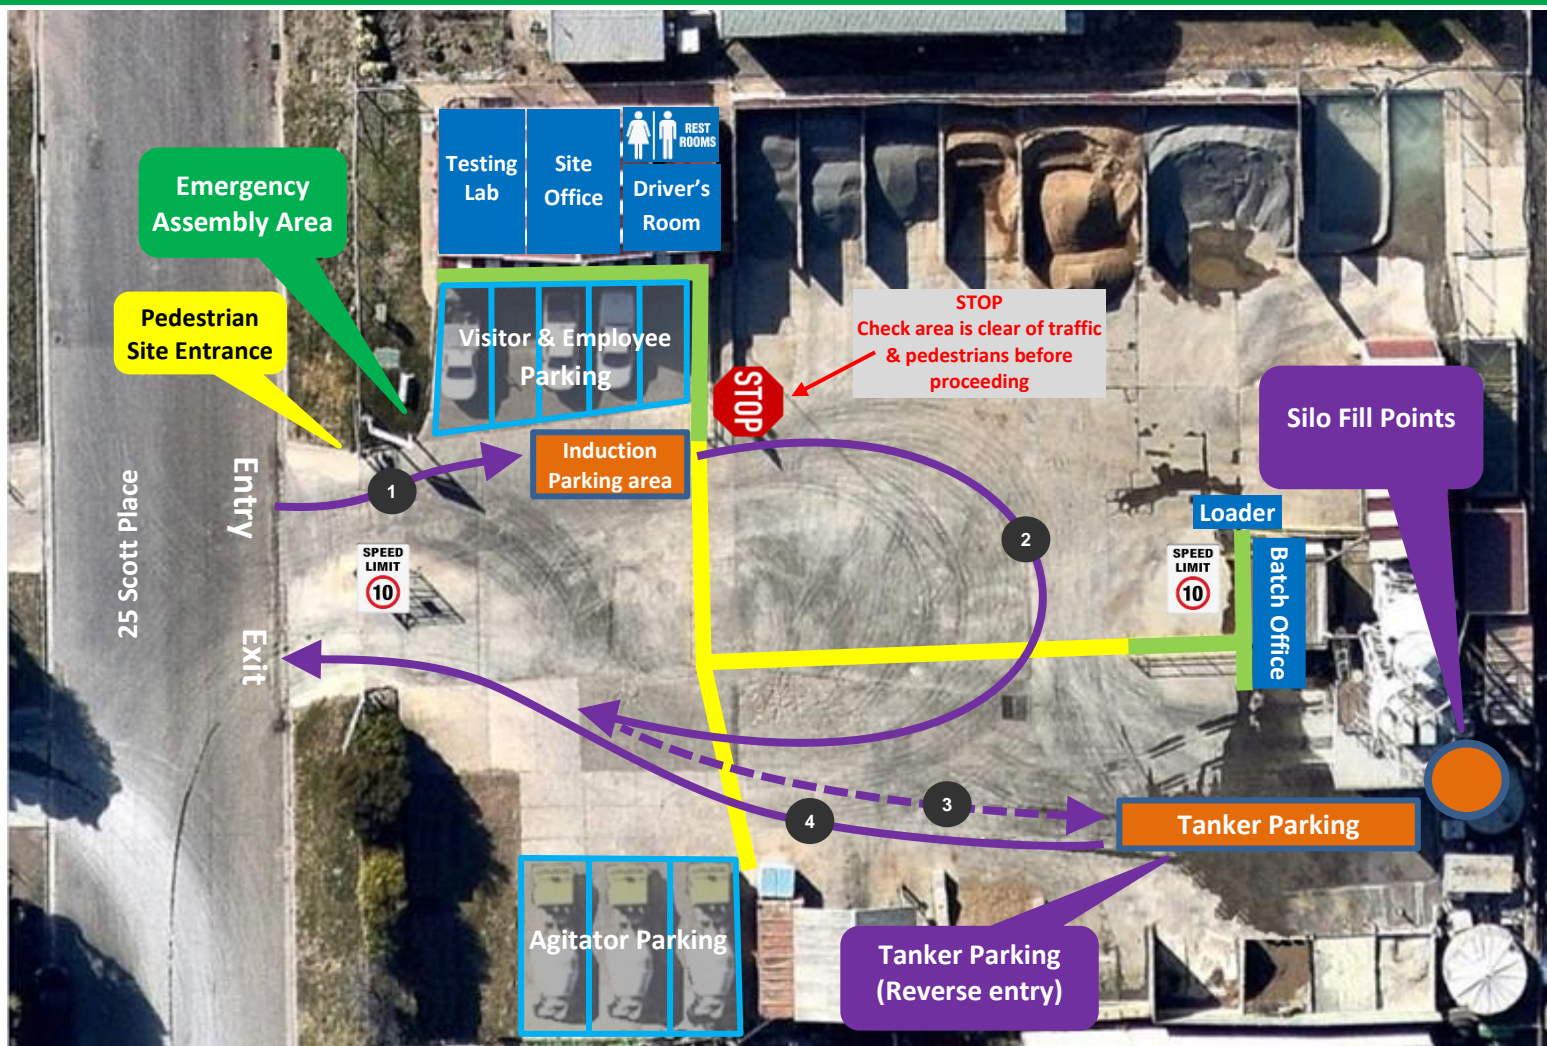 REST
ROOMS
Testing
Lab
Site
Office
Driver's
Room
Emergency
Assembly Area
Pedestrian
Site Entrance
Visitor & Employee
Parking
STOP
Check area is clear of traffic
& pedestrians before
proceeding
STOP
Silo Fill Points
Induction
Parking area
Entry
1
25 Scott Place
2
Loader
SPEED
LIMIT
10
SPEED
LIMIT
10
Batch Office
Exit
3
4
Tanker Parking
Agitator Parking
Tanker Parking
(Reverse entry)